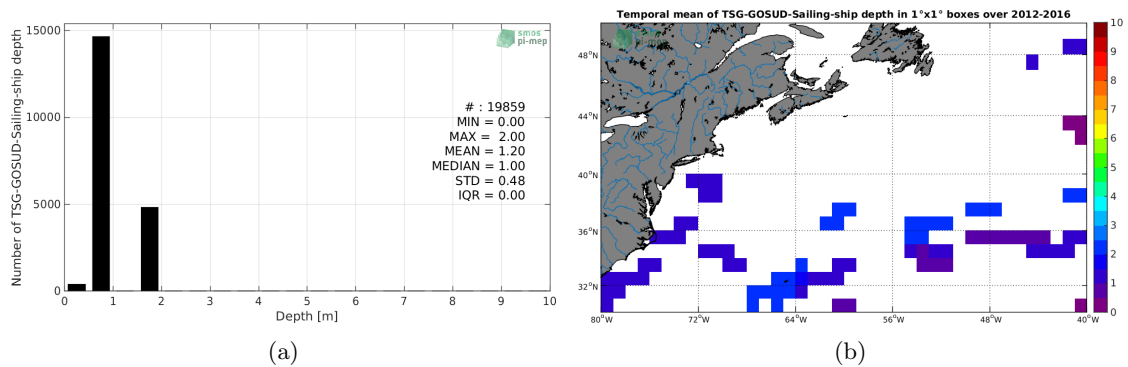 Number of TSG-GOSUD-Sailing-ship depth
15000
10000
5000
0
smos
pi-mep
# : 19859
MIN = 0.00
MAX = 2.00
MEAN = 1.20
MEDIAN = 1.00
STD = 0.48
IQR = 0.00
0 1 2 3 4 5 6 7 8 9 10
Depth [m]
(a)
Temporal mean of TSG-GOSUD-Sailing-ship depth in 1°x1° boxes over 2012-2016
smos
pi-mep
48°N
44°N
40°N
36°N
32°N
80°W 72°W 64°W 56°W 48°W 40°W
10
9
8
7
6
5
4
3
2
1
0
(b)